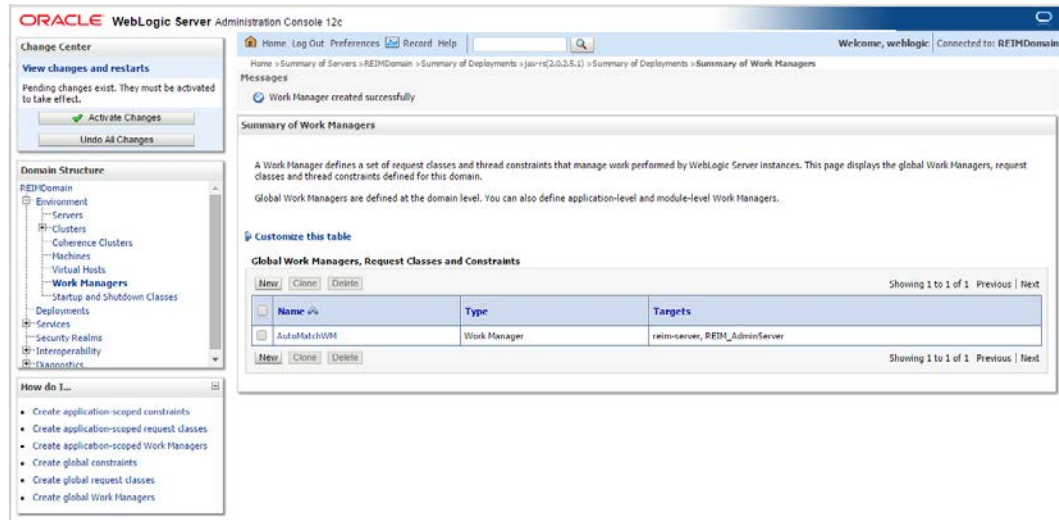 ORACLE WebLogic Server Administration Console 12c
Change Center
View changes and restarts
Pending changes exist. They must be activated
to take effect.
Activate Changes
Undo All Changes
Domain Structure
REIMDomain
Environment
Servers
Clusters
Coherence Clusters
Machines
Virtual Hosts
Work Managers
Startup and Shutdown Classes
Deployments
Services
Security Realms
Interoperability
Diagnostics
How do I...
Create application-scoped constraints
Create application-scoped request classes
Create application-scoped Work Managers
Create global constraints
Create global request classes
Create global Work Managers
Home Log Out Preferences Record Help
Welcome, weblogic Connected to: REIMDomain
Home >Summary of Servers >REIMDomain >Summary of Deployments >jax-rs(2.0,2.5.1) >Summary of Deployments >Summary of Work Managers
Messages
Work Manager created successfully
Summary of Work Managers
A Work Manager defines a set of request classes and thread constraints that manage work performed by WebLogic Server instances. This page displays the global Work Managers, request
classes and thread constraints defined for this domain.
Global Work Managers are defined at the domain level. You can also define application-level and module-level Work Managers.
Customize this table
Global Work Managers, Request Classes and Constraints
New Clone Delete Showing 1 to 1 of 1 Previous | Next
Name Type Targets
AutoMatchWM Work Manager reim-server, REIM_AdminServer
New Clone Delete Showing 1 to 1 of 1 Previous | Next